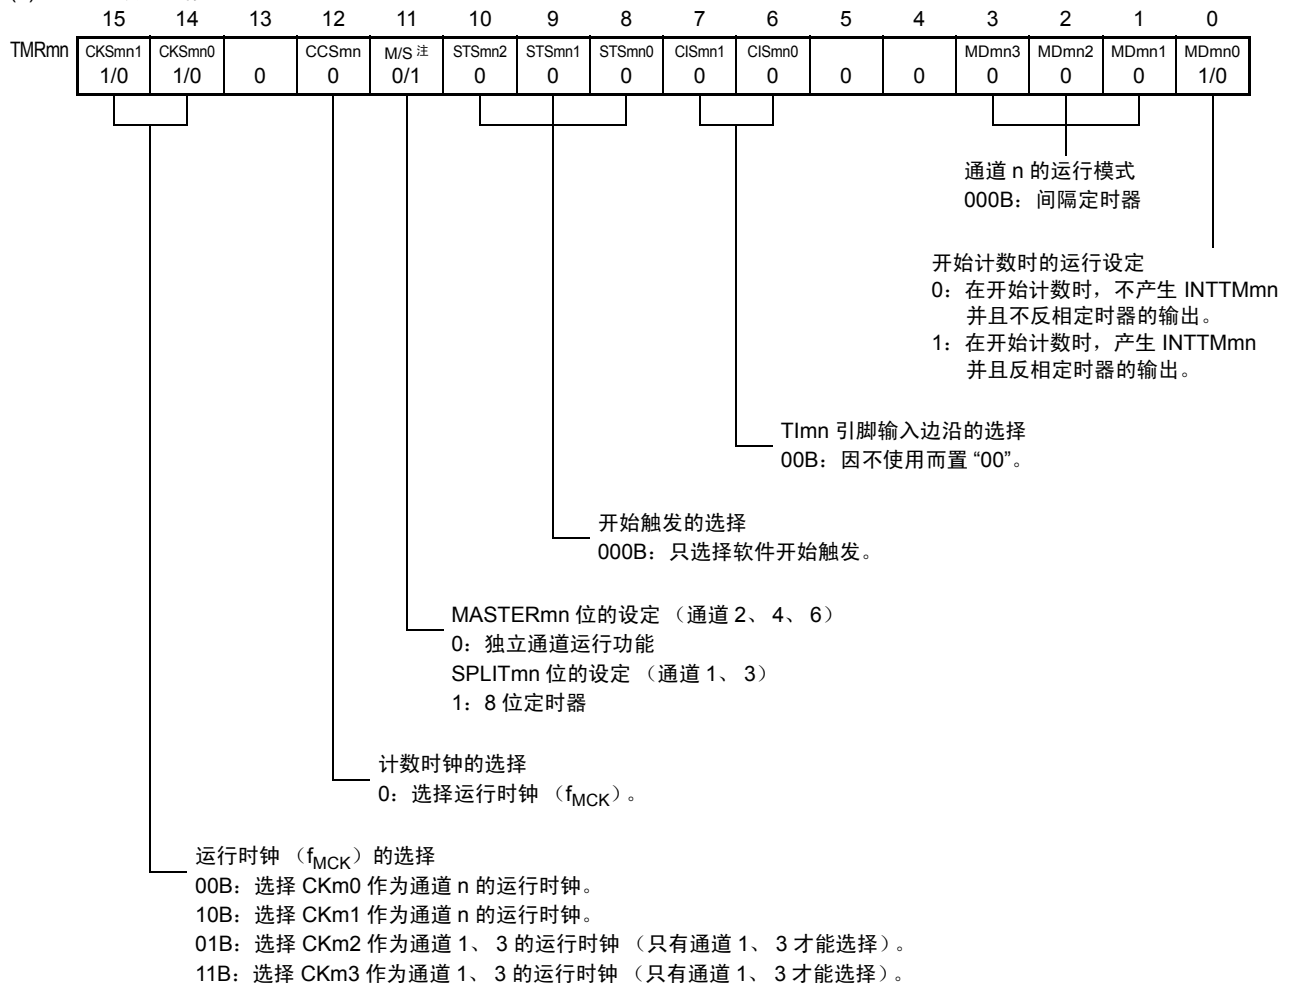 15 14 13 12 11 10 9 8 7 6 5 4 3 2 1 0
TMRmn CKSmn1 CKSmn0 CCSmn M/S 注 STSmn2 STSmn1 STSmn0 CISmn1 CISmn0 MDmn3 MDmn2 MDmn1 MDmn0
1/0 1/0 0 0 0/1 0 0 0 0 0 0 0 0 0 0 1/0
通道 n 的运行模式
000B：间隔定时器
开始计数时的运行设定
0：在开始计数时，不产生 INTTMmn
并且不反相定时器的输出。
1：在开始计数时，产生 INTTMmn
并且反相定时器的输出。
TImn 引脚输入边沿的选择
00B：因不使用而置 “00”。
开始触发的选择
000B：只选择软件开始触发。
MASTERmn 位的设定 （通道 2、 4、 6）
0：独立通道运行功能
SPLITmn 位的设定 （通道 1、 3）
1：8 位定时器
计数时钟的选择
0：选择运行时钟 （fMCK）。
运行时钟 （fMCK）的选择
00B：选择 CKm0 作为通道 n 的运行时钟。
10B：选择 CKm1 作为通道 n 的运行时钟。
01B：选择 CKm2 作为通道 1、 3 的运行时钟 （只有通道 1、 3 才能选择）。
11B：选择 CKm3 作为通道 1、 3 的运行时钟 （只有通道 1、 3 才能选择）。